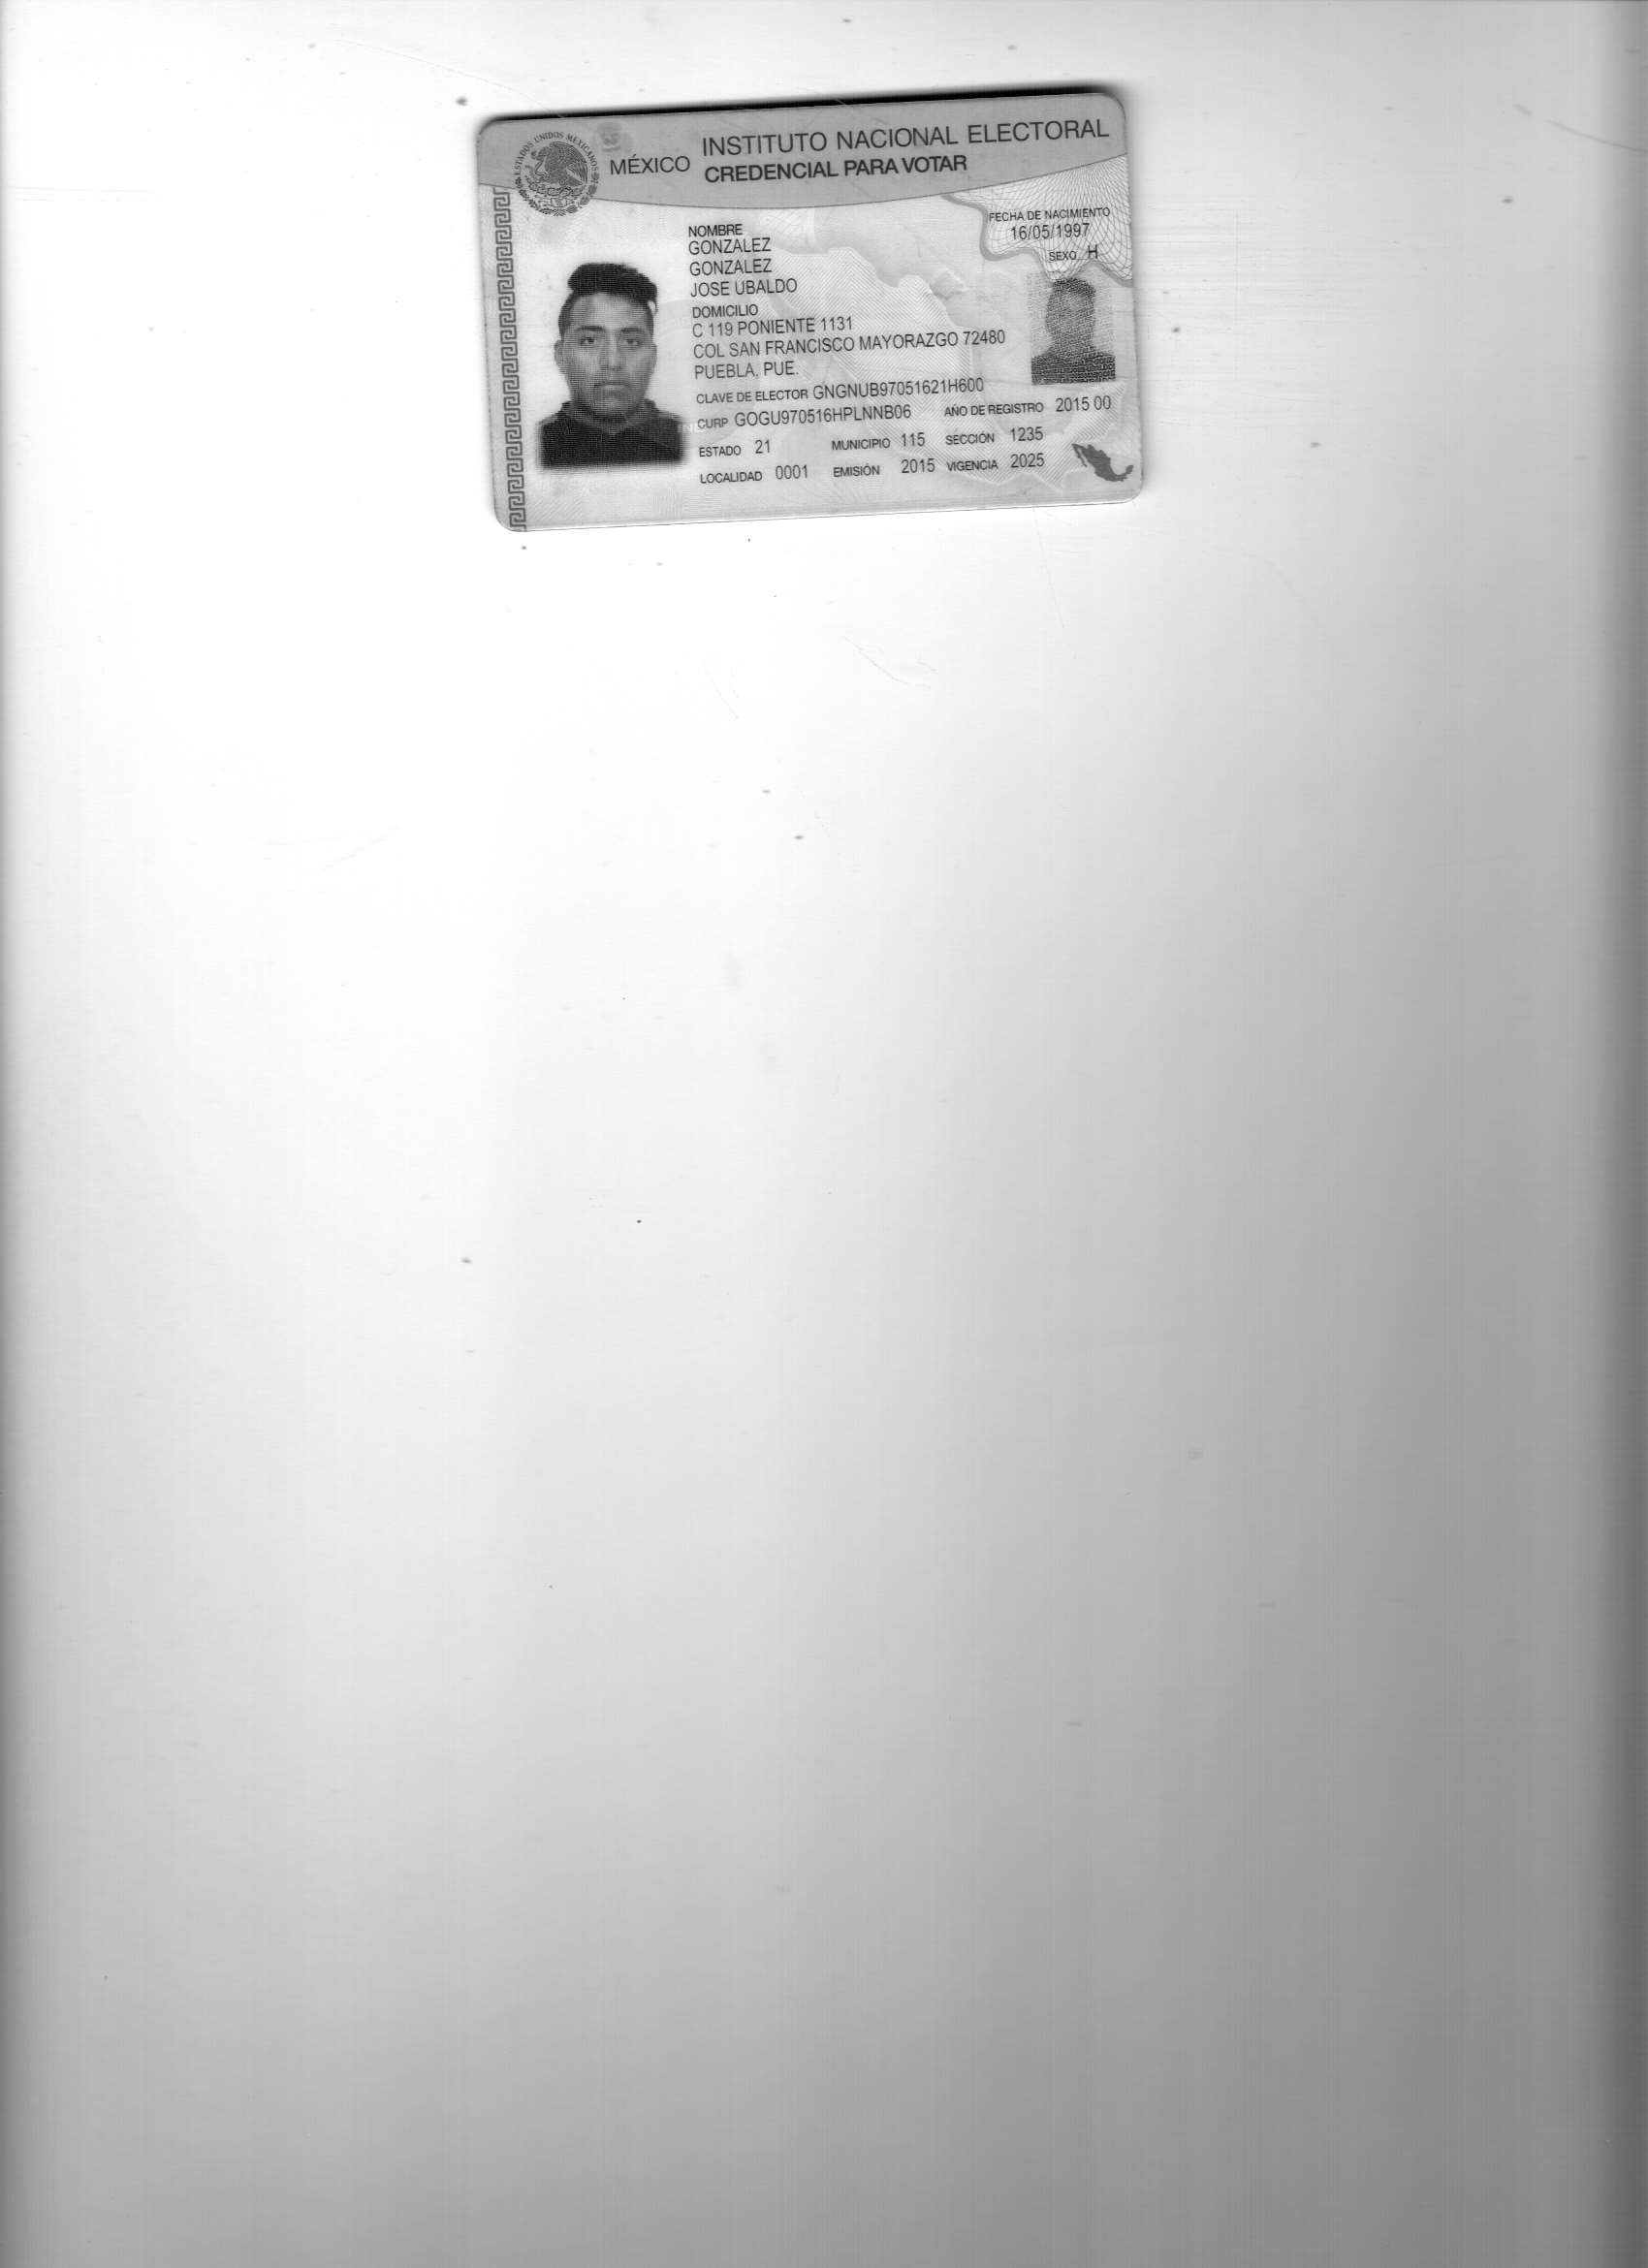 ESTADOS UNIDOS MEXICANOS
MÉXICO
INSTITUTO NACIONAL ELECTORAL
CREDENCIAL PARA VOTAR
NOMBRE
GONZALEZ
GONZALEZ
JOSE UBALDO
FECHA DE NACIMIENTO
16/05/1997
SEXO H
DOMICILIO
C 119 PONIENTE 1131
COL SAN FRANCISCO MAYORAZGO 72480
PUEBLA, PUE.
CLAVE DE ELECTOR GNGNUB97051621H600
CURP GOGU970516HPLNNB06 AÑO DE REGISTRO 2015 00
ESTADO 21 MUNICIPIO 115 SECCIÓN 1235
LOCALIDAD 0001 EMISIÓN 2015 VIGENCIA 2025